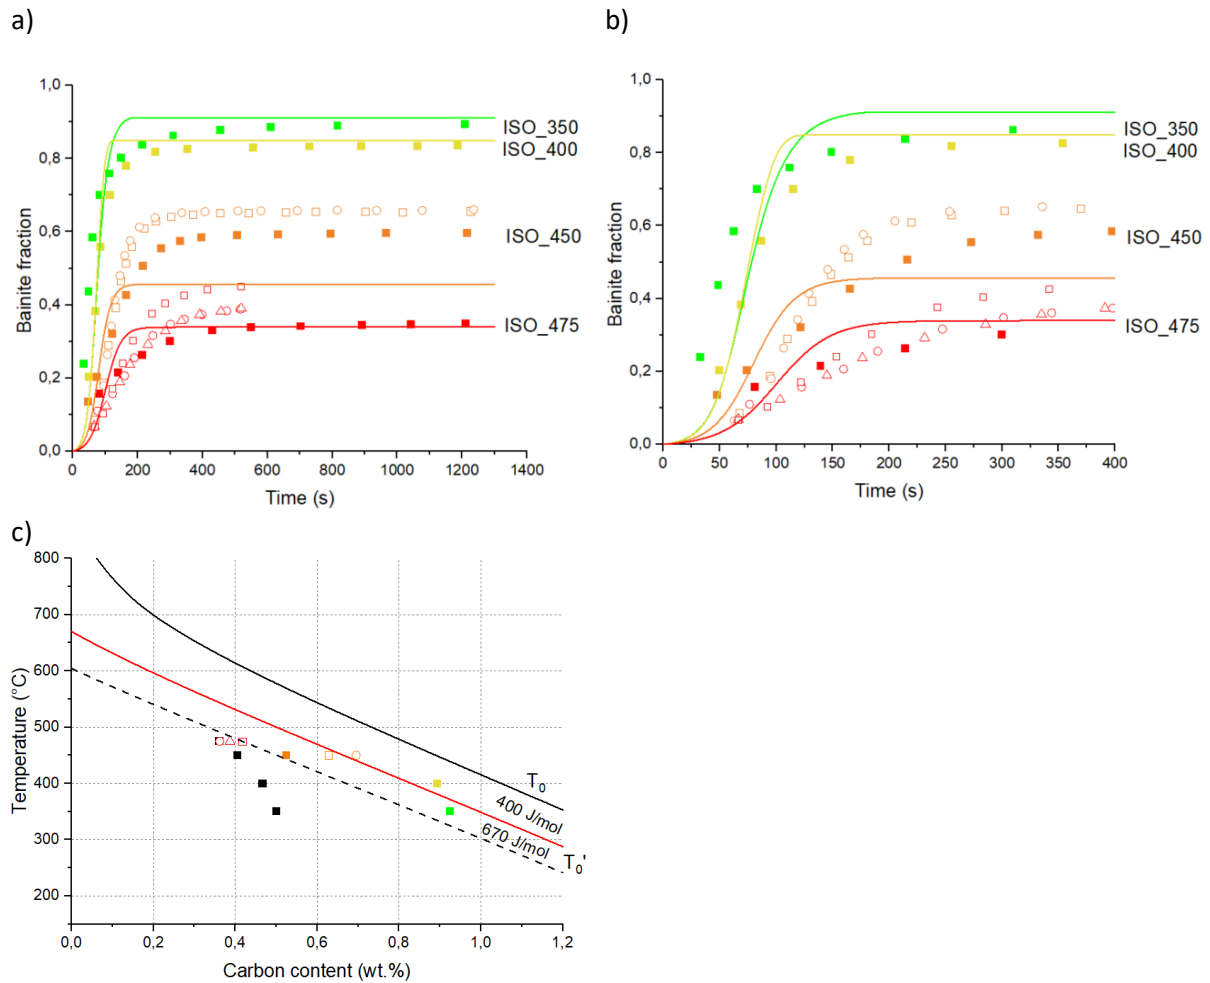 a)
1,0
0,8
0,6
0,4
0,2
0,0
Bainite fraction
0 200 400 600 800 1000 1200 1400
Time (s)
ISO_350
ISO_400
ISO_450
ISO_475
b)
1,0
0,8
0,6
0,4
0,2
0,0
Bainite fraction
0 50 100 150 200 250 300 350 400
Time (s)
ISO_350
ISO_400
ISO_450
ISO_475
c)
800
700
600
500
400
300
200
Temperature (°C)
0,0 0,2 0,4 0,6 0,8 1,0 1,2
Carbon content (wt.%)
T₀
400 J/mol
670 J/mol
T₀'